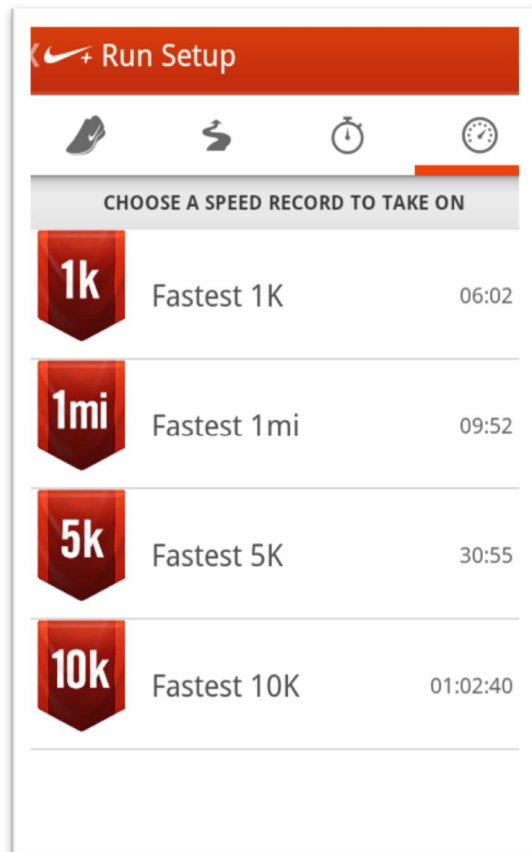 + Run Setup
CHOOSE A SPEED RECORD TO TAKE ON
1k
Fastest 1K 06:02
1mi
Fastest 1mi 09:52
5k
Fastest 5K 30:55
10k
Fastest 10K 01:02:40